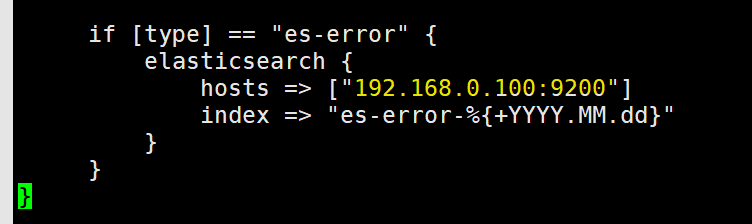 if [type] == "es-error" {
elasticsearch {
hosts => ["192.168.0.100:9200"]
index => "es-error-%{+YYYY.MM.dd}"
}
}
}